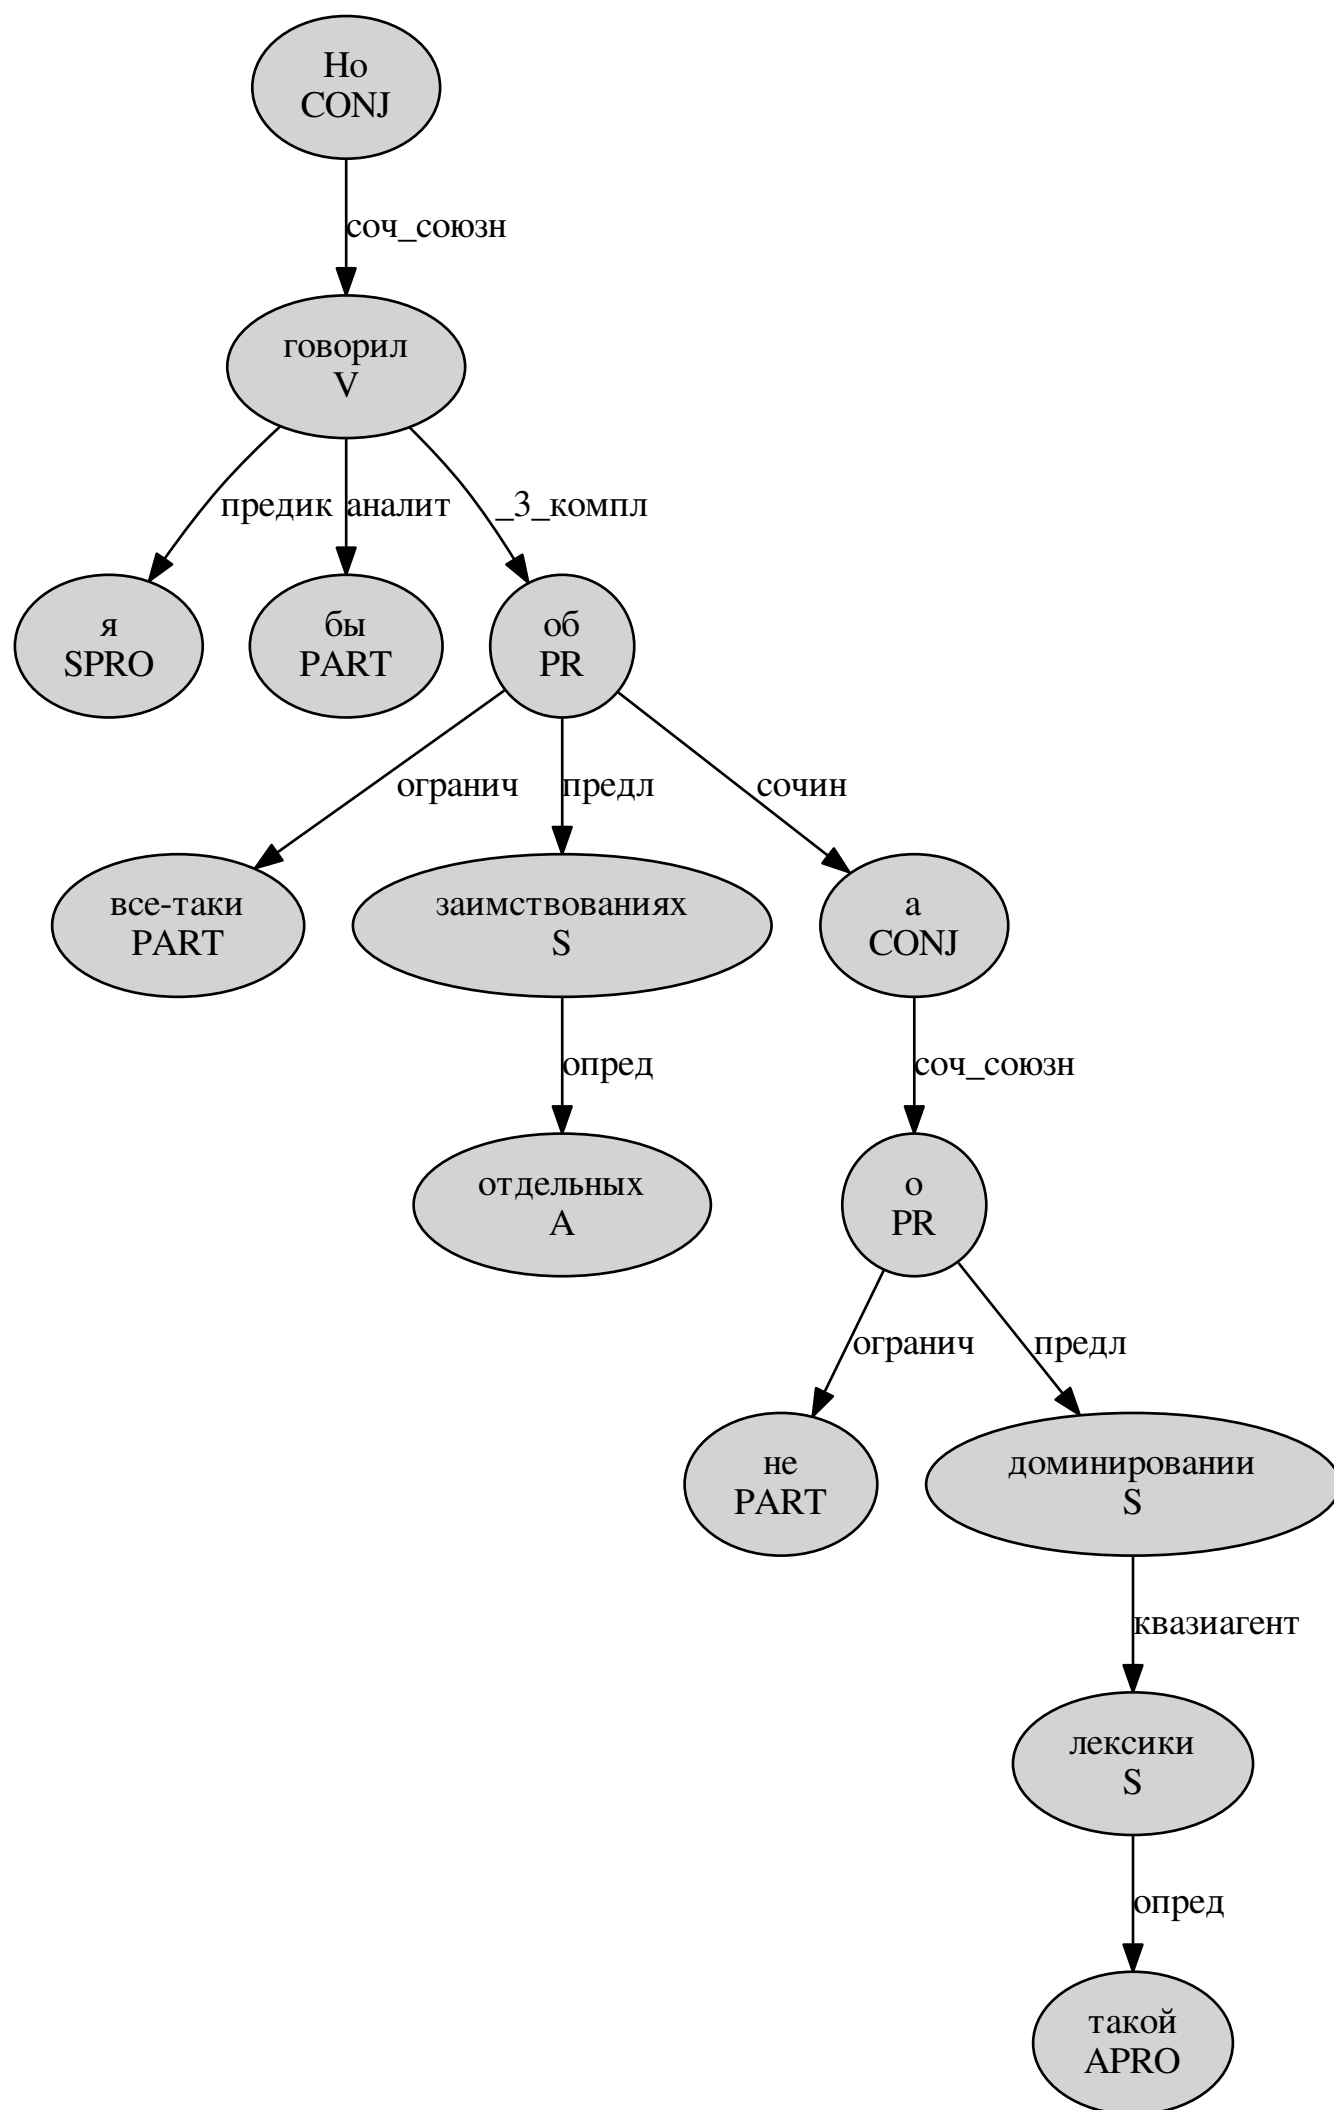 Но
CONJ
соч_союзн
говорил
V
предик
аналит
_3_компл
я
SPRO
бы
PART
об
PR
огранич
предл
сочин
все-таки
PART
заимствованиях
S
а
CONJ
опред
соч_союзн
отдельных
A
о
PR
огранич
предл
не
PART
доминировании
S
квазиагент
лексики
S
опред
такой
APRO